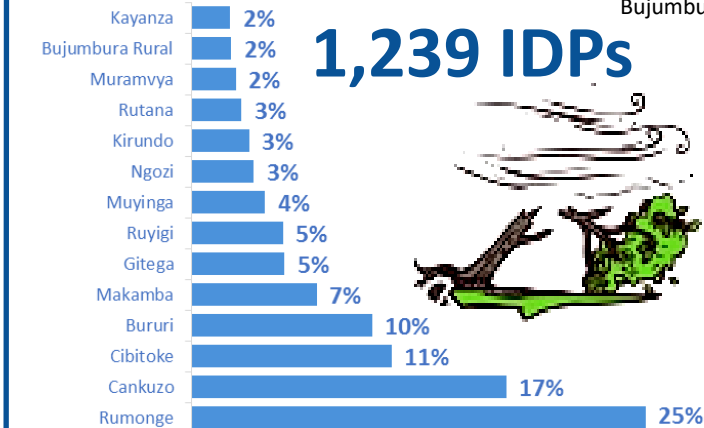 Bujumbu
1,239 IDPs
Kayanza 2%
Bujumbura Rural 2%
Muramvya 2%
Rutana 3%
Kirundo 3%
Ngozi 3%
Muyinga 4%
Ruyigi 5%
Gitega 5%
Makamba 7%
Bururi 10%
Cibitoke 11%
Cankuzo 17%
Rumonge 25%